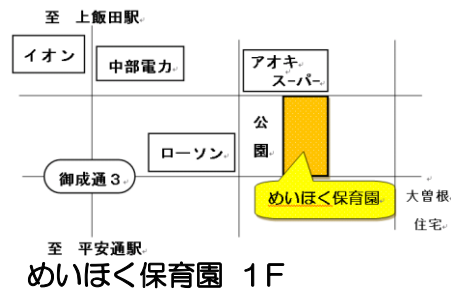 至 上飯田駅
イオン
中部電力
アオキ
スーパー
公
園
ローソン
御成通3
めいほく保育園
大曽根
住宅
至 平安通駅
めいほく保育園 1F